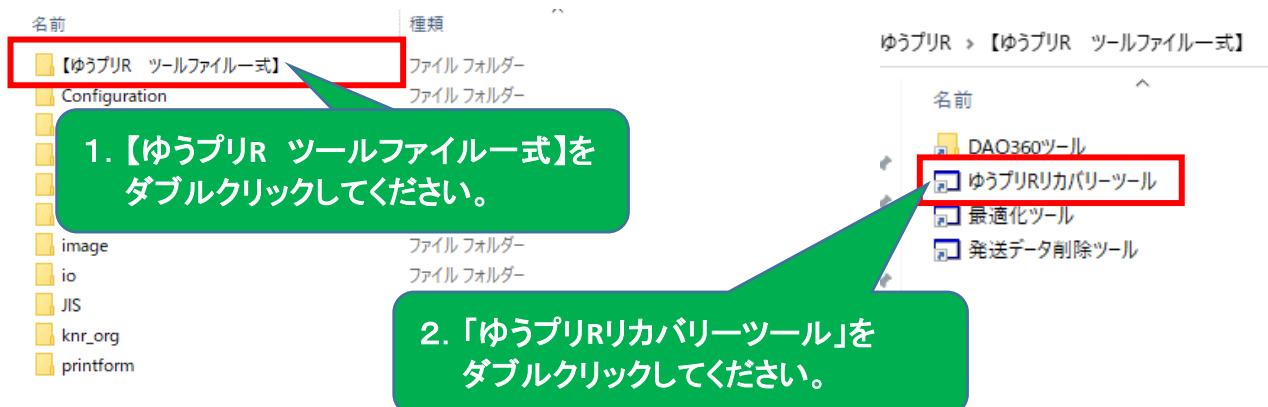 名前 種類
【ゆうプリR　ツールファイル一式】 ファイル フォルダー
Configuration ファイル フォルダー
1．【ゆうプリR　ツールファイル一式】を
ダブルクリックしてください。
image ファイル フォルダー
io ファイル フォルダー
JIS
knr_org
printform
ゆうプリR > 【ゆうプリR　ツールファイル一式】
名前
DAO360ツール
ゆうプリRリカバリーツール
最適化ツール
発送データ削除ツール
２．「ゆうプリRリカバリーツール」を
ダブルクリックしてください。